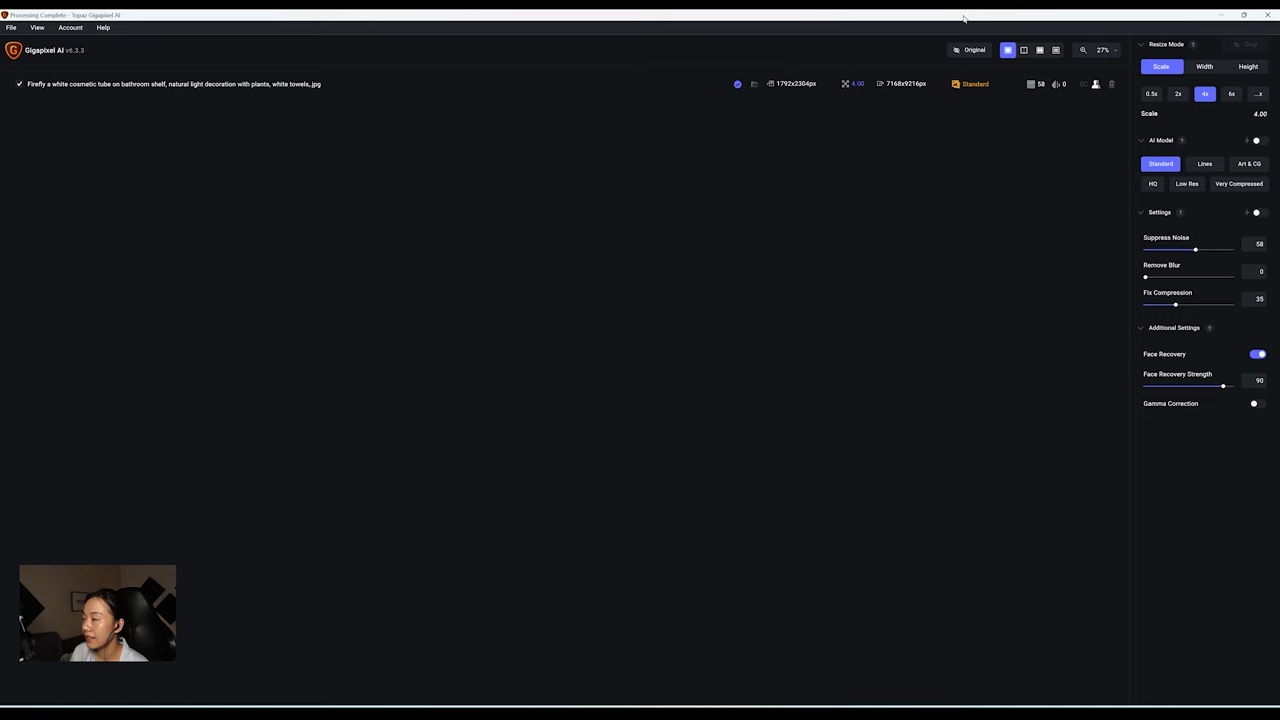 Processing Complete - Topaz Gigapixel AI
File View Account Help
Gigapixel AI v6.3.3
Original
27%
Firefly a white cosmetic tube on bathroom shelf, natural light decoration with plants, white towels,.jpg
1792x2304px
4.00
7168x9216px
Standard
58
0
GC
Resize Mode ?
Crop
Scale Width Height
0.5x 2x 4x 6x ...x
Scale 4.00
AI Model ?
Standard Lines Art & CG
HQ Low Res Very Compressed
Settings ?
Suppress Noise 58
Remove Blur 0
Fix Compression 35
Additional Settings ?
Face Recovery
Face Recovery Strength 90
Gamma Correction